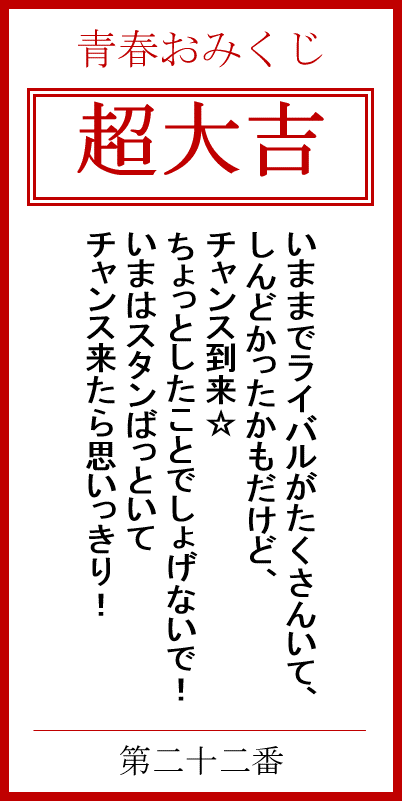 青春おみくじ
超大吉
いままでライバルがたくさんいて、
しんどかったかもだけど、
チャンス到来☆
ちょっとしたことでしょげないで！
いまはスタンばっといて
チャンス来たら思いっきり！
第二十二番